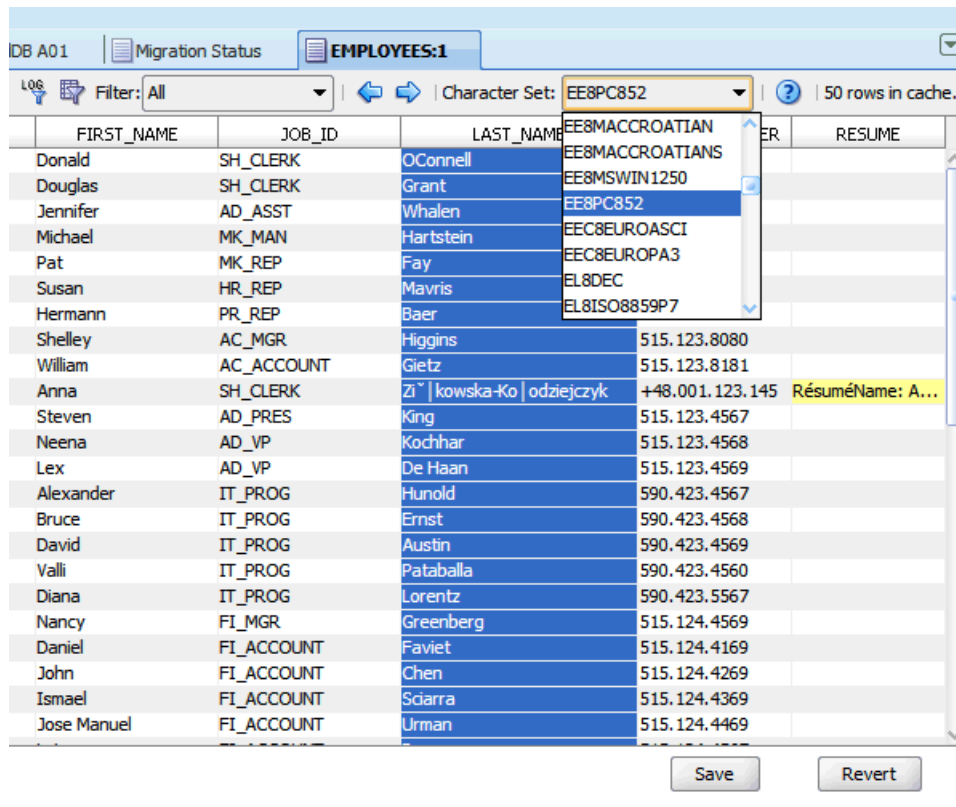 DB A01 Migration Status EMPLOYEES:1
LOG Filter: All Character Set: EE8PC852 ? 50 rows in cache.
FIRST_NAME JOB_ID LAST_NAME ER RESUME
EE8MACCROATIAN
EE8MACCROATIANS
EE8MSWIN1250
EE8PC852
EEC8EUROASCI
EEC8EUROPA3
EL8DEC
EL8ISO8859P7
Donald SH_CLERK OConnell
Douglas SH_CLERK Grant
Jennifer AD_ASST Whalen
Michael MK_MAN Hartstein
Pat MK_REP Fay
Susan HR_REP Mavris
Hermann PR_REP Baer
Shelley AC_MGR Higgins 515.123.8080
William AC_ACCOUNT Gietz 515.123.8181
Anna SH_CLERK Zi˘|kowska-Ko|odziejczyk +48.001.123.145 RésuméName: A...
Steven AD_PRES King 515.123.4567
Neena AD_VP Kochhar 515.123.4568
Lex AD_VP De Haan 515.123.4569
Alexander IT_PROG Hunold 590.423.4567
Bruce IT_PROG Ernst 590.423.4568
David IT_PROG Austin 590.423.4569
Valli IT_PROG Pataballa 590.423.4560
Diana IT_PROG Lorentz 590.423.5567
Nancy FI_MGR Greenberg 515.124.4569
Daniel FI_ACCOUNT Faviet 515.124.4169
John FI_ACCOUNT Chen 515.124.4269
Ismael FI_ACCOUNT Sciarra 515.124.4369
Jose Manuel FI_ACCOUNT Urman 515.124.4469
Save Revert